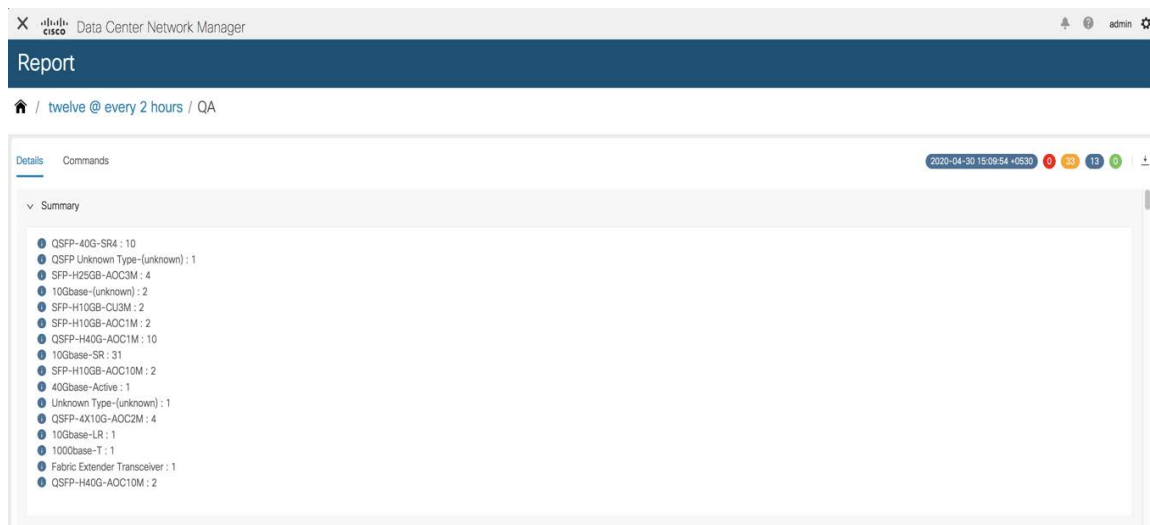 X cisco Data Center Network Manager admin
Report
/ twelve @ every 2 hours / QA
Details Commands 2020-04-30 15:09:54 +0530 0 33 13 0
Summary
QSFP-40G-SR4 : 10
QSFP Unknown Type-(unknown) : 1
SFP-H25GB-AOC3M : 4
10Gbase-(unknown) : 2
SFP-H10GB-CU3M : 2
SFP-H10GB-AOC1M : 2
QSFP-H40G-AOC1M : 10
10Gbase-SR : 31
SFP-H10GB-AOC10M : 2
40Gbase-Active : 1
Unknown Type-(unknown) : 1
QSFP-4X10G-AOC2M : 4
10Gbase-LR : 1
1000base-T : 1
Fabric Extender Transceiver : 1
QSFP-H40G-AOC10M : 2